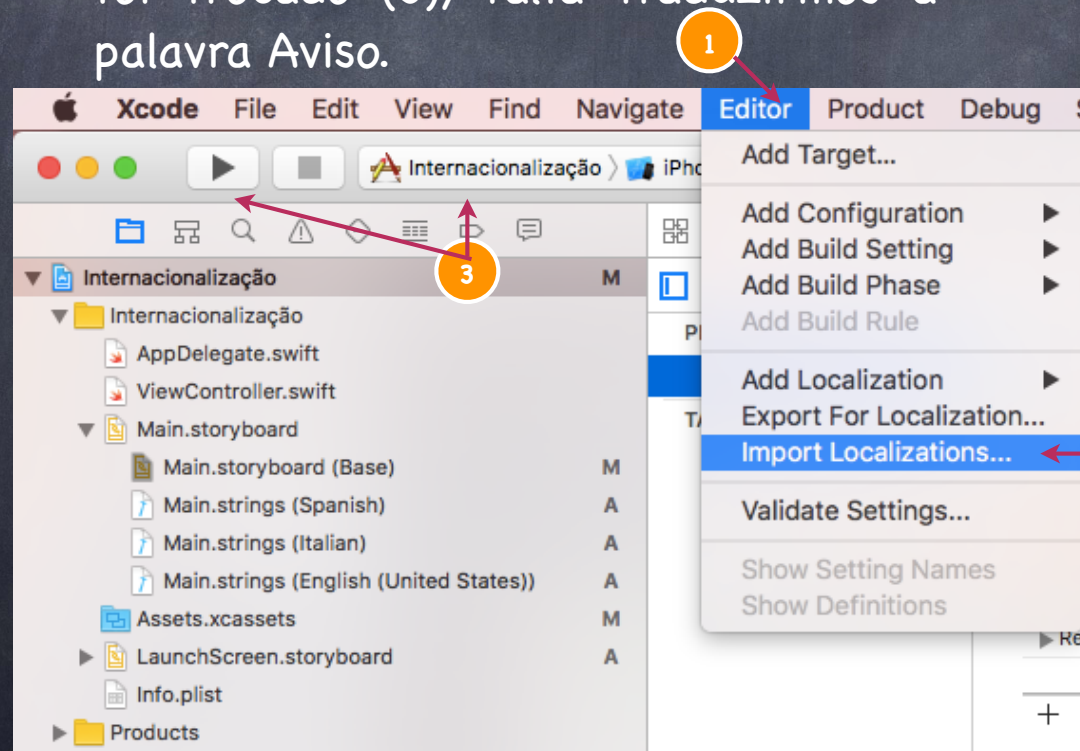 palavra Aviso.
1
Xcode File Edit View Find Navigate Editor Product Debug
Internacionalização
Add Target...
Add Configuration
Add Build Setting
Add Build Phase
Add Build Rule
Add Localization
Export For Localization...
Import Localizations...
Validate Settings...
Show Setting Names
Show Definitions
3
Internacionalização M
Internacionalização
AppDelegate.swift
ViewController.swift
Main.storyboard
Main.storyboard (Base) M
Main.strings (Spanish) A
Main.strings (Italian) A
Main.strings (English (United States)) A
Assets.xcassets M
LaunchScreen.storyboard A
Info.plist
Products